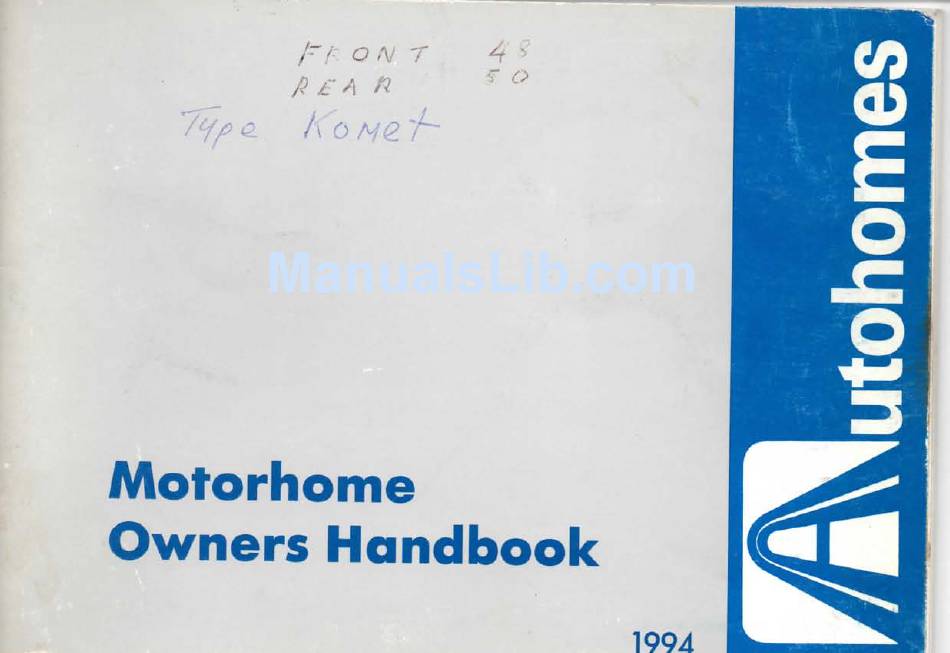 FRONT 48
REAR 50
Type Komet
ManualsLib.com
Motorhome
Owners Handbook
1994
Autohomes